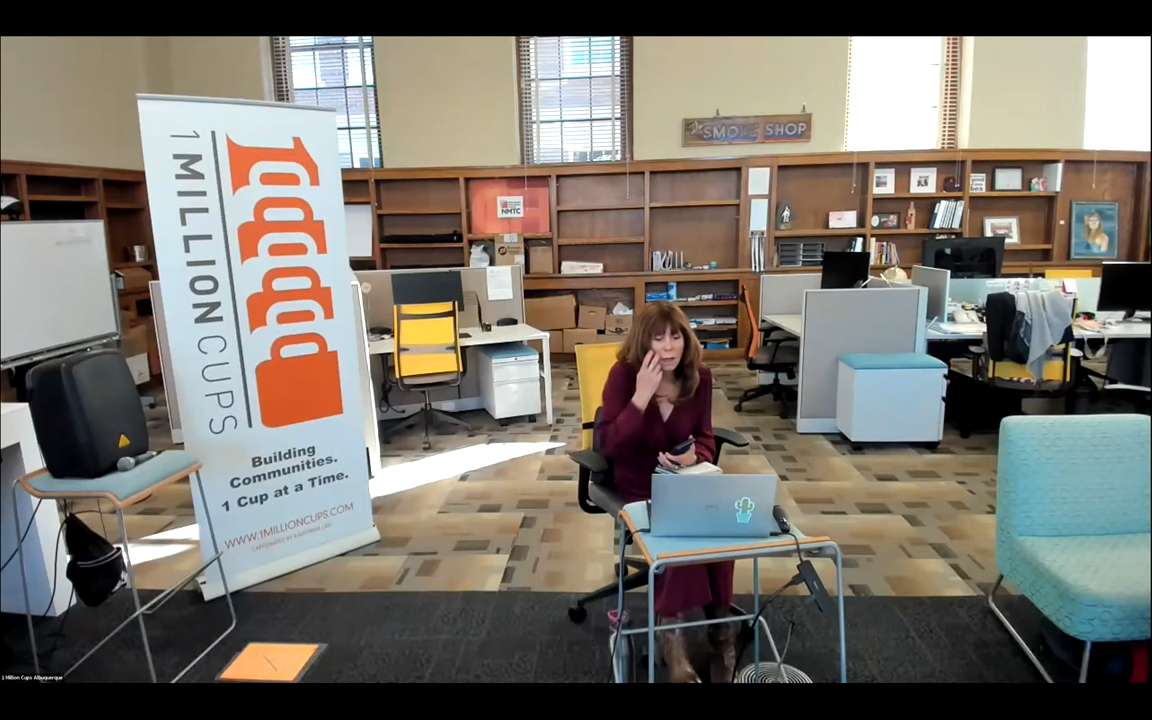 1 MILLION CUPS
Building
Communities.
1 Cup at a Time.
WWW.1MILLIONCUPS.COM
SMOKE SHOP
NMTC
1 Million Cups Albuquerque